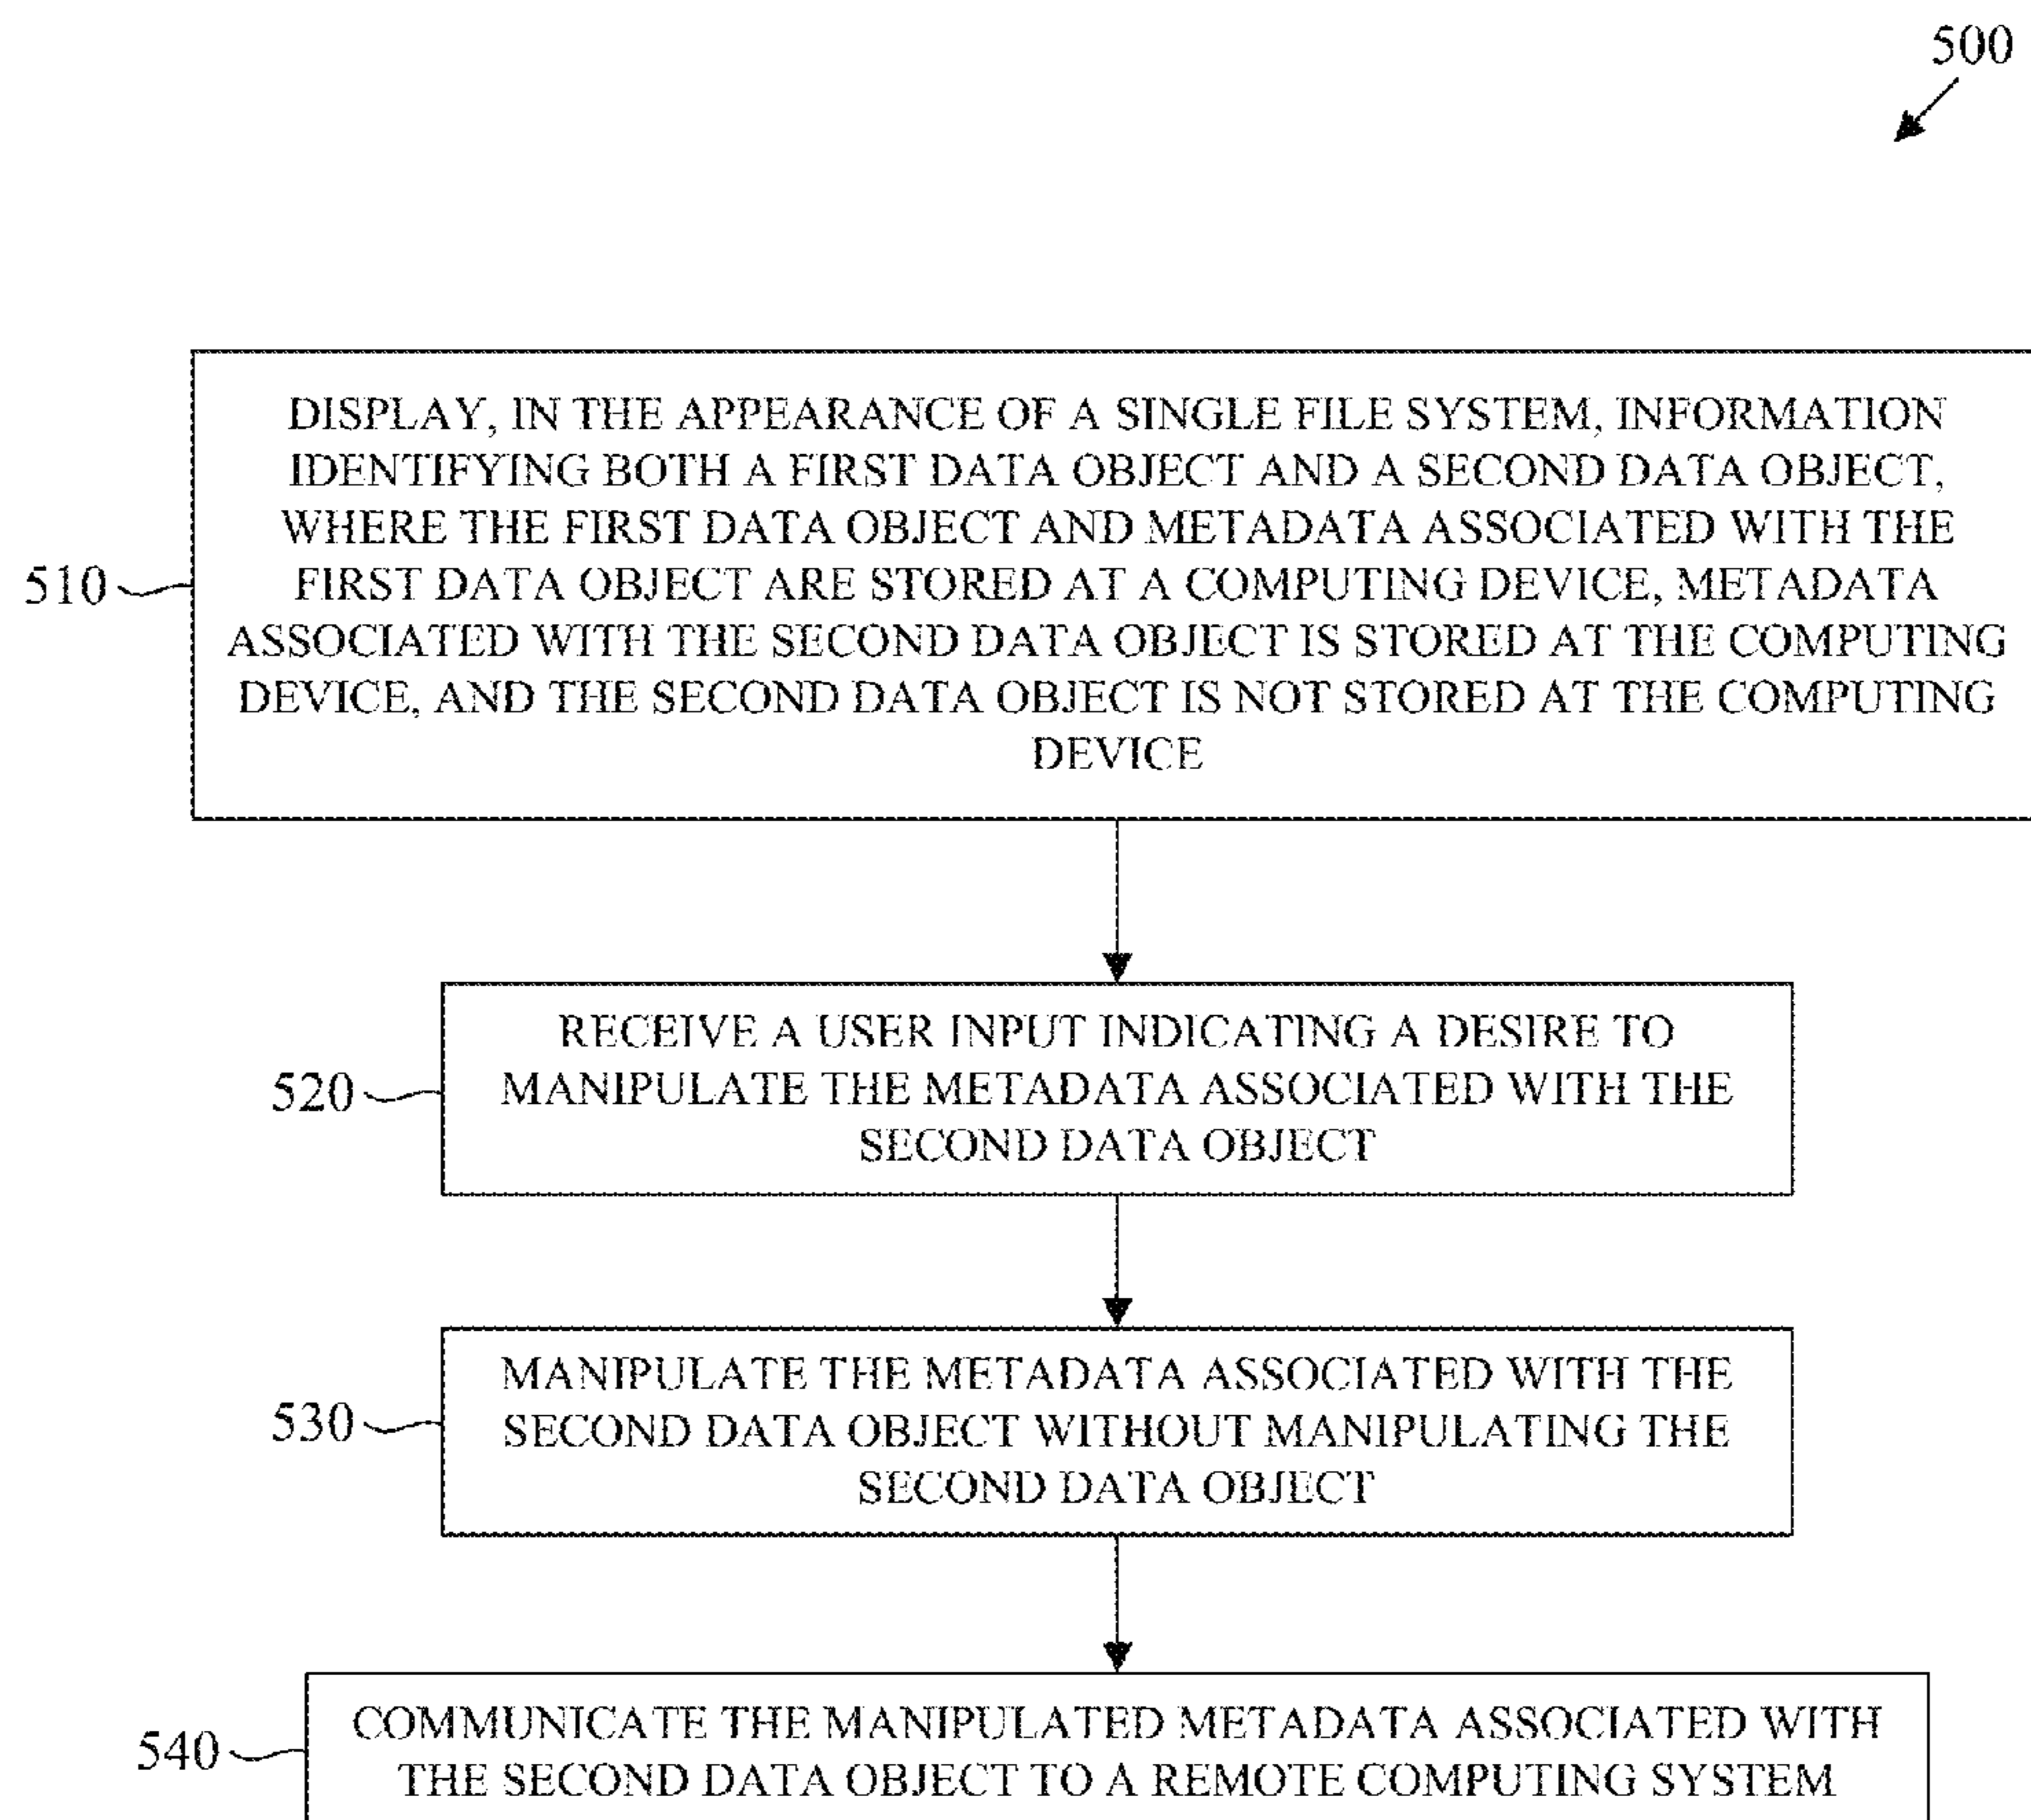 500
DISPLAY, IN THE APPEARANCE OF A SINGLE FILE SYSTEM, INFORMATION
IDENTIFYING BOTH A FIRST DATA OBJECT AND A SECOND DATA OBJECT,
WHERE THE FIRST DATA OBJECT AND METADATA ASSOCIATED WITH THE
FIRST DATA OBJECT ARE STORED AT A COMPUTING DEVICE, METADATA
ASSOCIATED WITH THE SECOND DATA OBJECT IS STORED AT THE COMPUTING
DEVICE, AND THE SECOND DATA OBJECT IS NOT STORED AT THE COMPUTING
DEVICE
510
RECEIVE A USER INPUT INDICATING A DESIRE TO
MANIPULATE THE METADATA ASSOCIATED WITH THE
SECOND DATA OBJECT
520
MANIPULATE THE METADATA ASSOCIATED WITH THE
SECOND DATA OBJECT WITHOUT MANIPULATING THE
SECOND DATA OBJECT
530
COMMUNICATE THE MANIPULATED METADATA ASSOCIATED WITH
THE SECOND DATA OBJECT TO A REMOTE COMPUTING SYSTEM
540